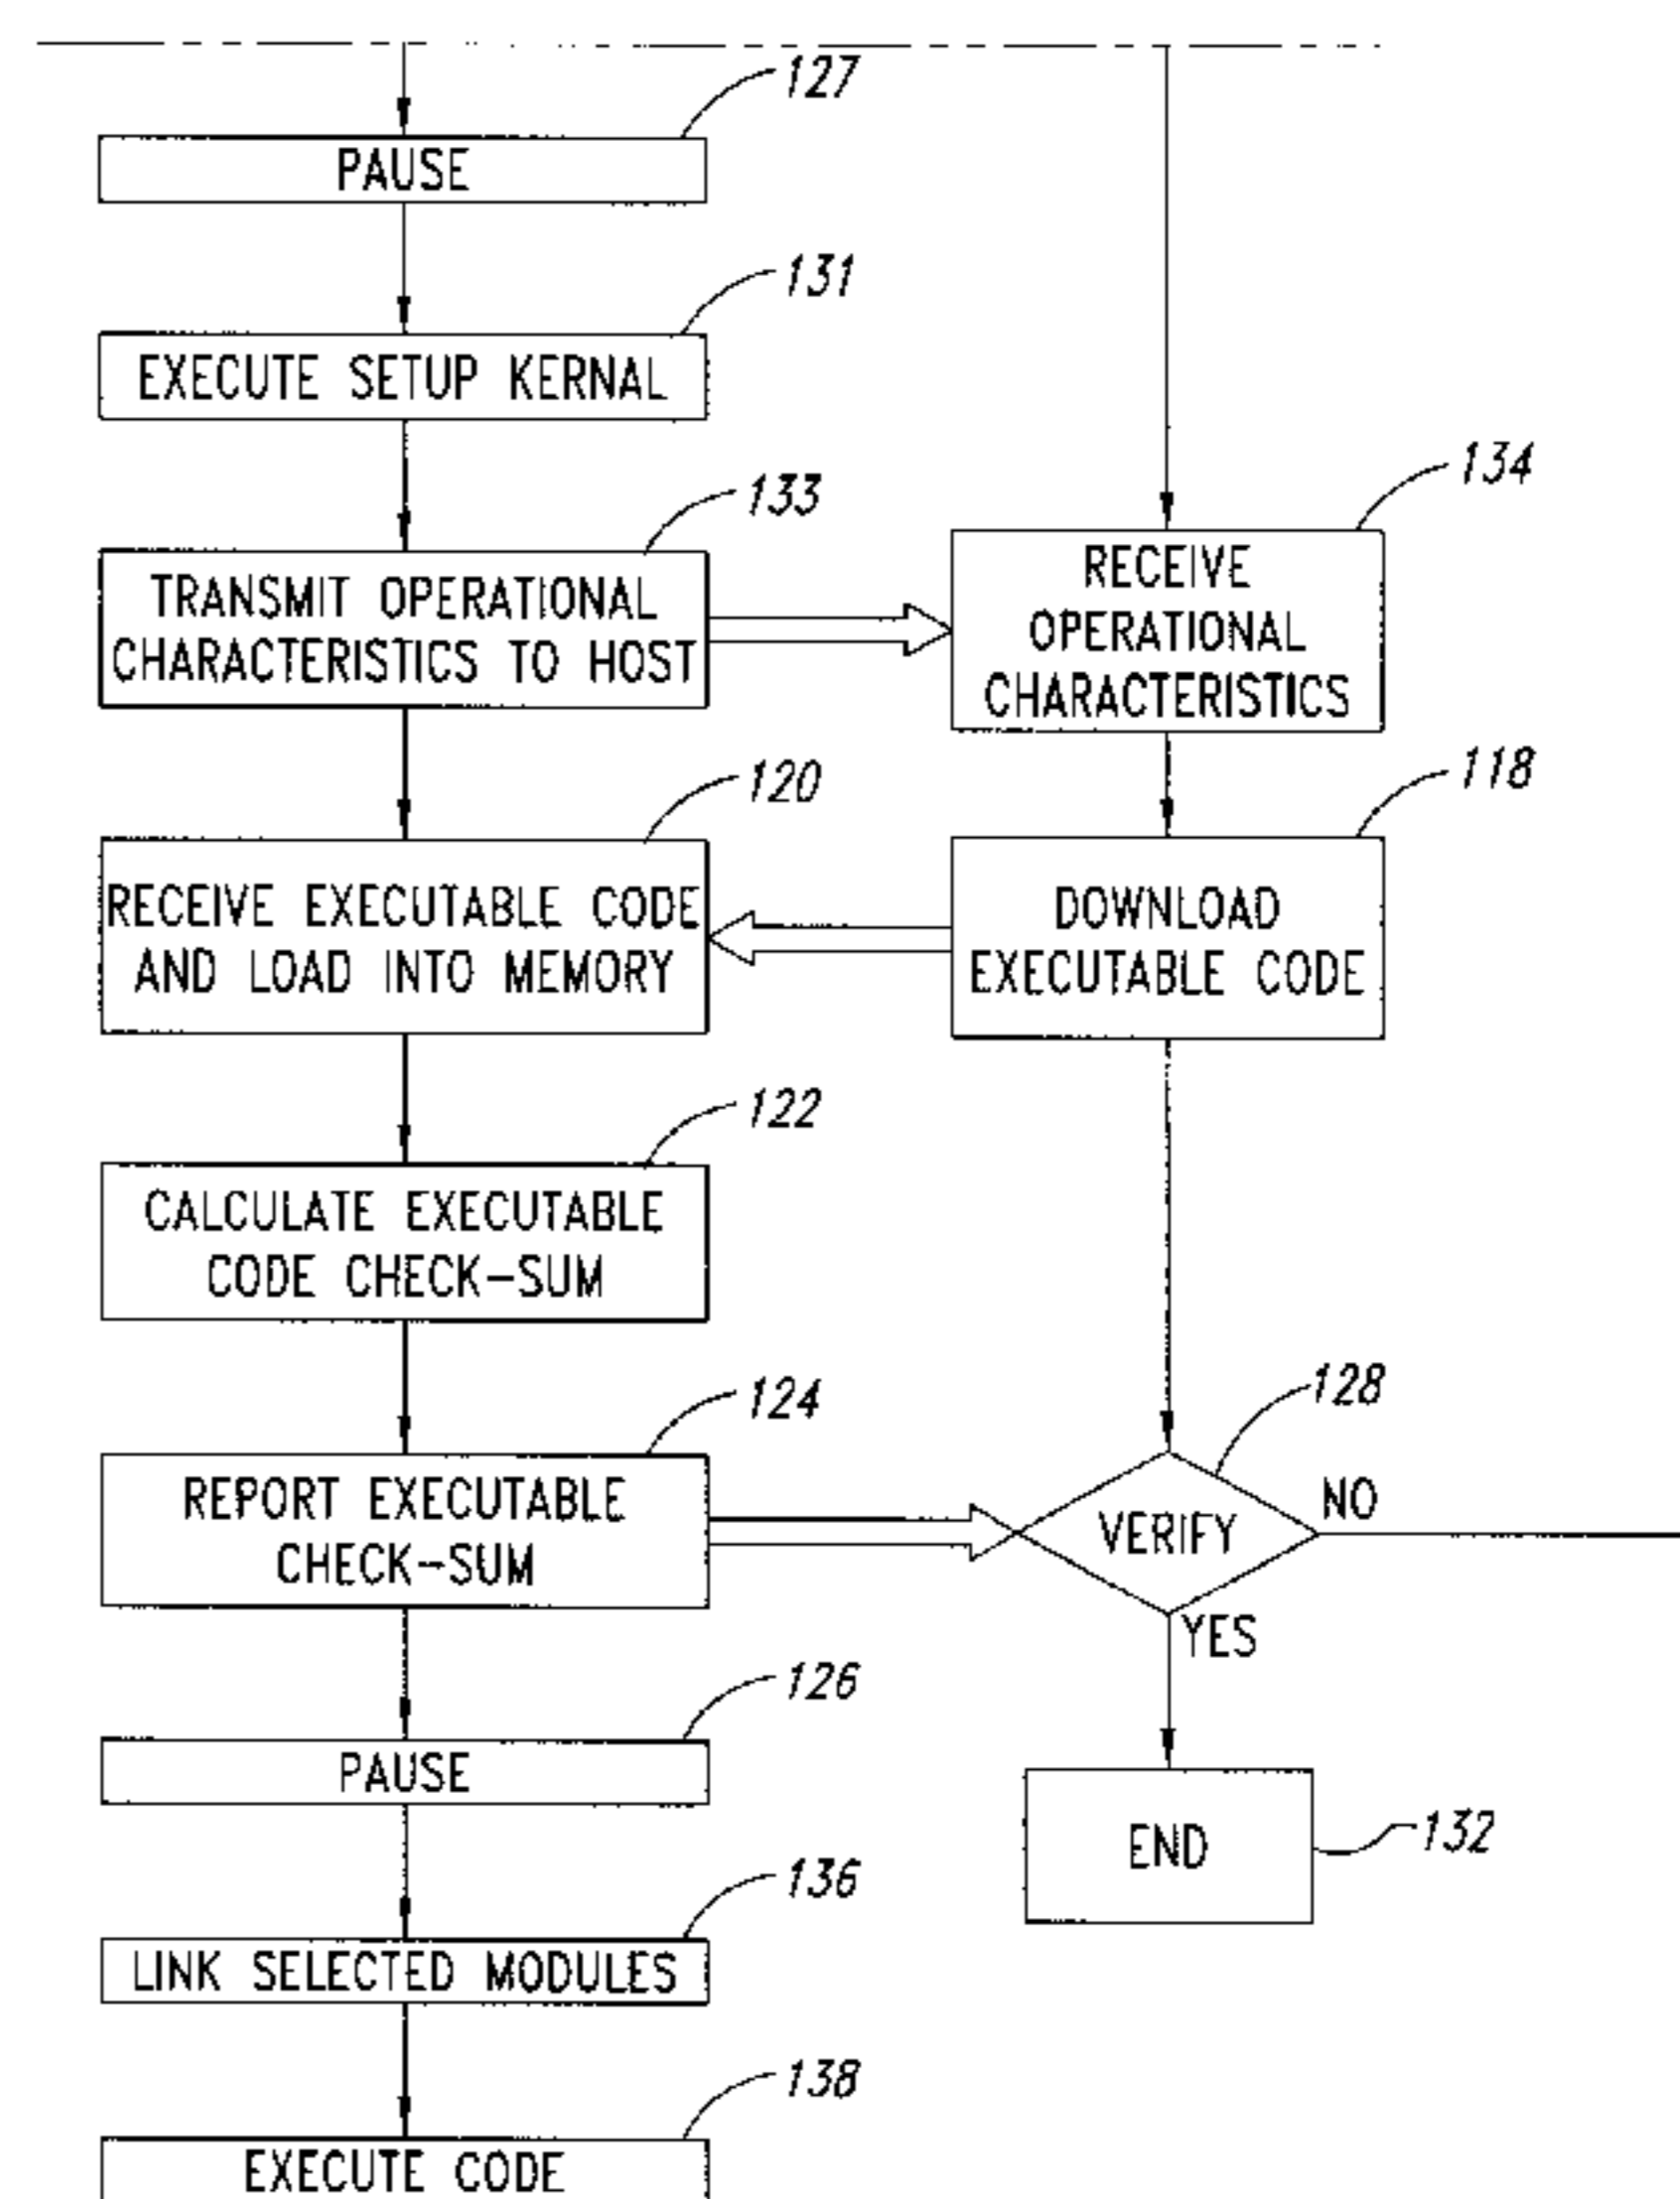 127
PAUSE
131
EXECUTE SETUP KERNAL
133
TRANSMIT OPERATIONAL
CHARACTERISTICS TO HOST
134
RECEIVE
OPERATIONAL
CHARACTERISTICS
120
RECEIVE EXECUTABLE CODE
AND LOAD INTO MEMORY
118
DOWNLOAD
EXECUTABLE CODE
122
CALCULATE EXECUTABLE
CODE CHECK-SUM
124
REPORT EXECUTABLE
CHECK-SUM
128
VERIFY
NO
YES
126
PAUSE
132
END
136
LINK SELECTED MODULES
138
EXECUTE CODE